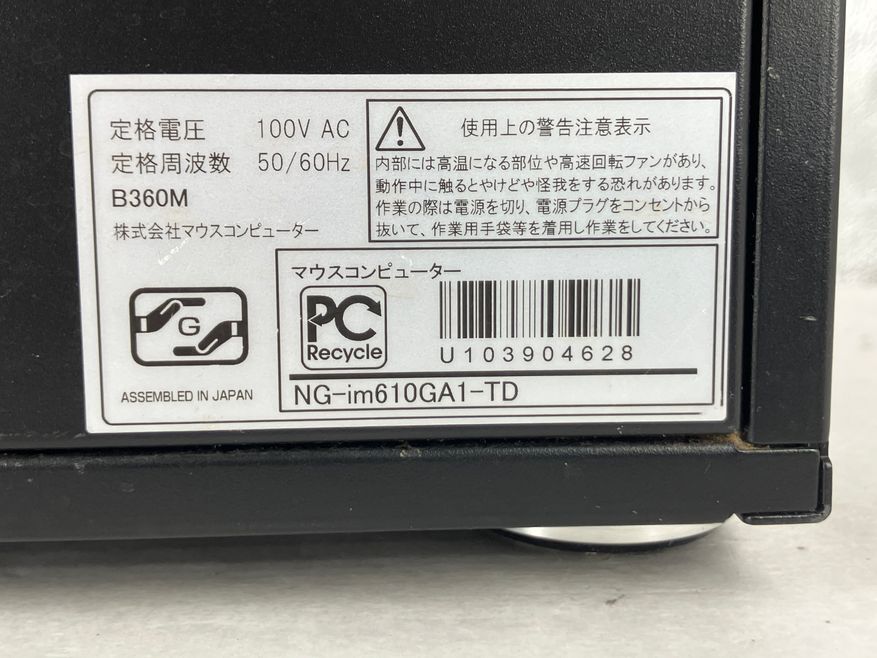 定格電圧 100V AC
定格周波数 50/60Hz
B360M
株式会社マウスコンピューター
使用上の警告注意表示
内部には高温になる部位や高速回転ファンがあり、
動作中に触るとやけどや怪我をする恐れがあります。
作業の際は電源を切り、電源プラグをコンセントから
抜いて、作業用手袋等を着用し作業をしてください。
G
ASSEMBLED IN JAPAN
マウスコンピューター
PC
Recycle
U103904628
NG-im610GA1-TD